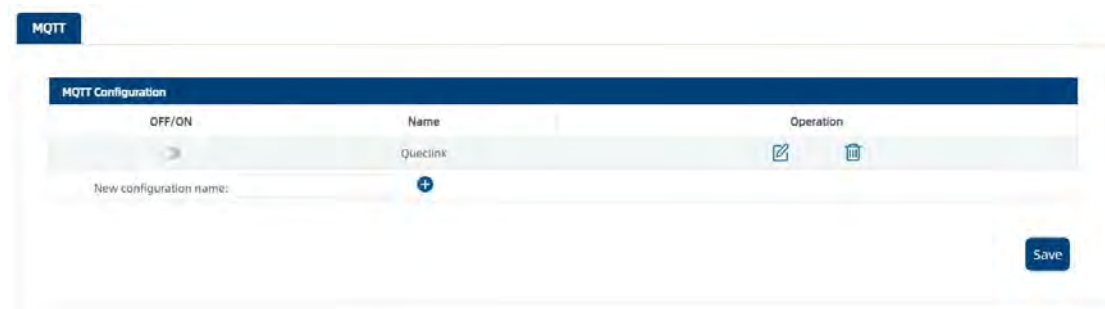 MQTT
MQTT Configuration
OFF/ON Name Operation
Queclink
New configuration name:
Save